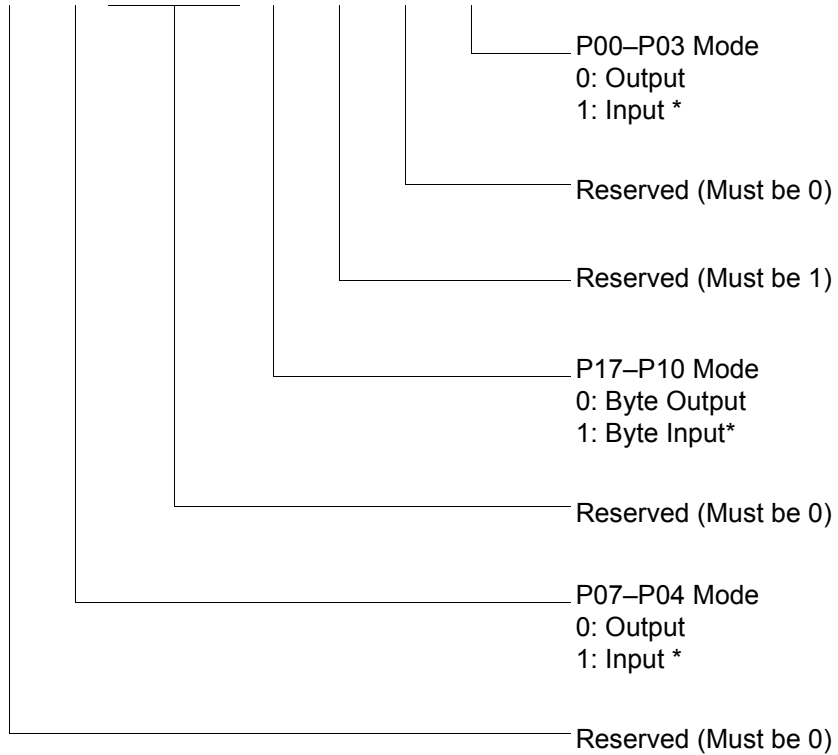 P00–P03 Mode
0: Output
1: Input *
Reserved (Must be 0)
Reserved (Must be 1)
P17–P10 Mode
0: Byte Output
1: Byte Input*
Reserved (Must be 0)
P07–P04 Mode
0: Output
1: Input *
Reserved (Must be 0)